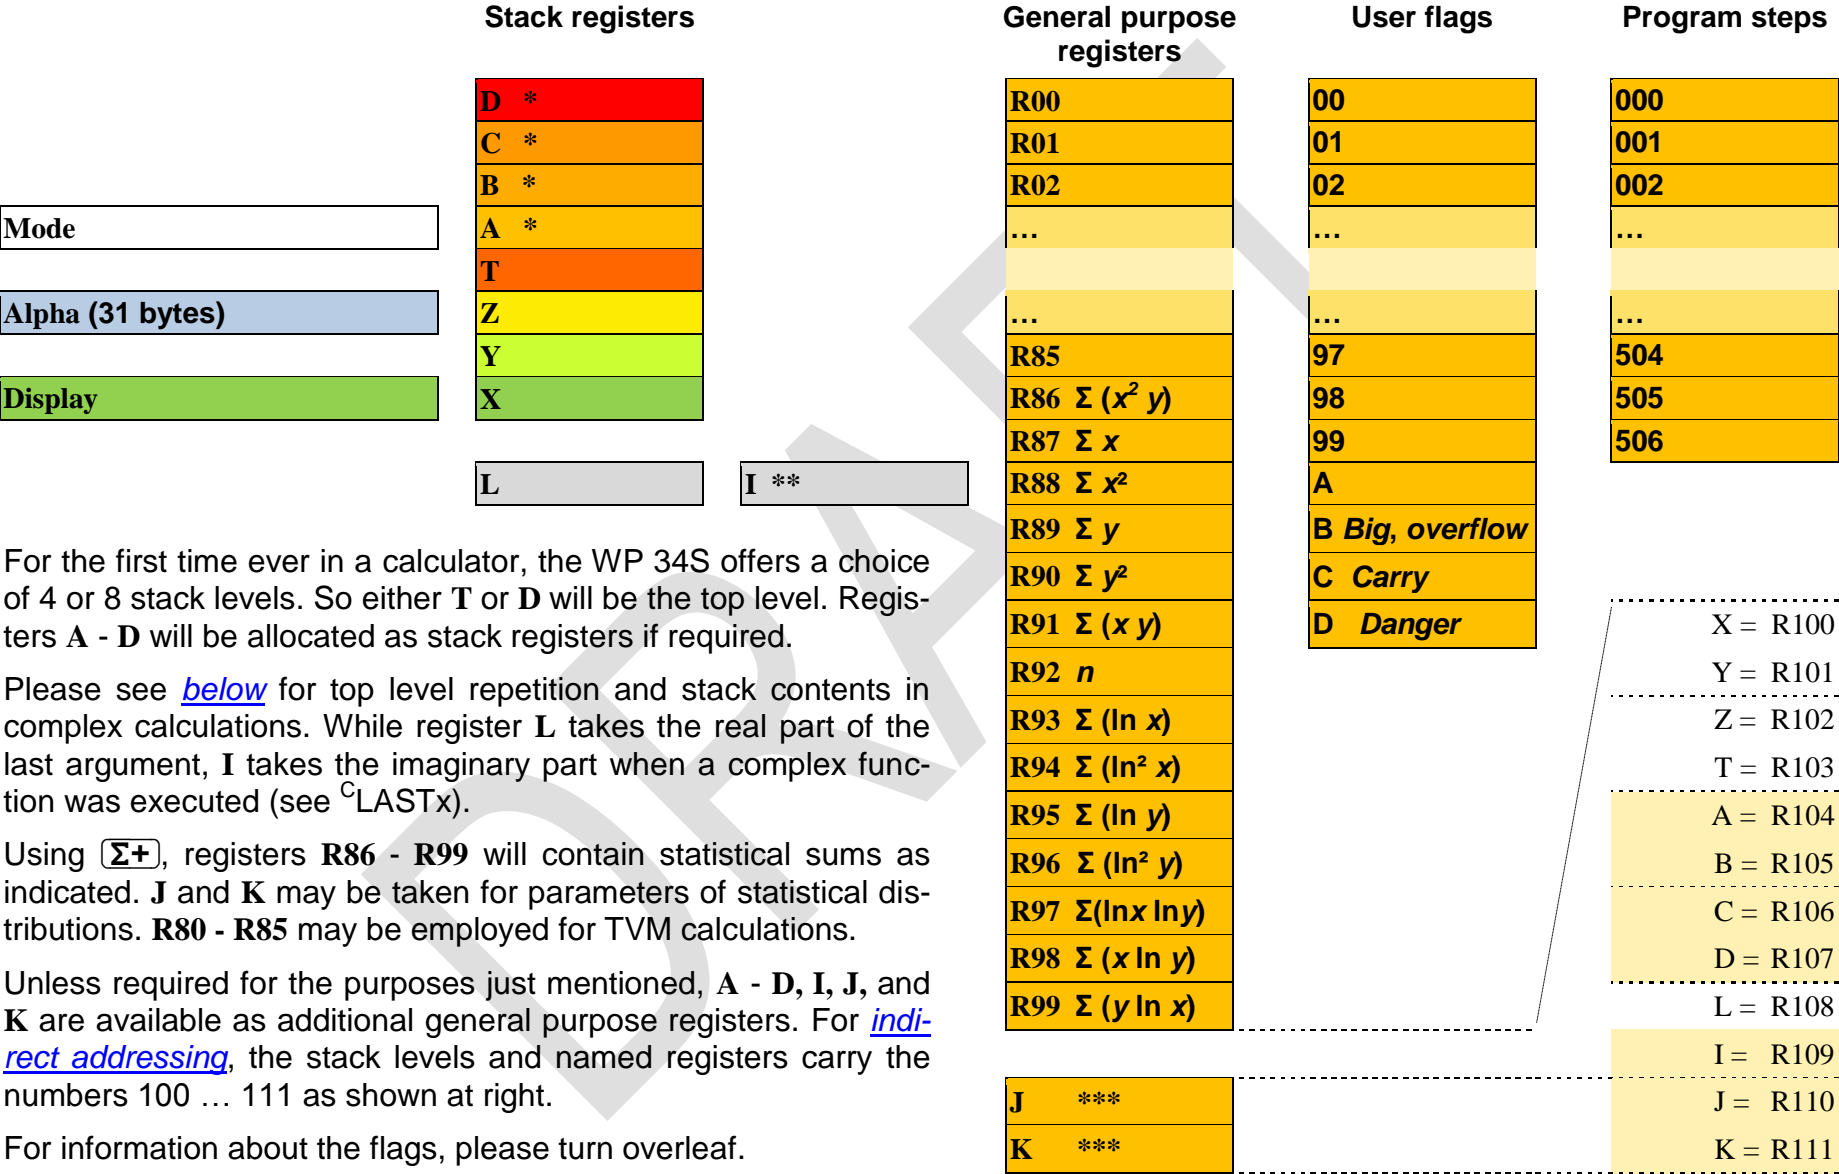 Stack registers
General purpose registers
User flags
Program steps
Mode
Alpha (31 bytes)
Display
D *
C *
B *
A *
T
Z
Y
X
L
I **
R00
R01
R02
…
…
R85
R86 Σ (x² y)
R87 Σ x
R88 Σ x²
R89 Σ y
R90 Σ y²
R91 Σ (x y)
R92 n
R93 Σ (ln x)
R94 Σ (ln² x)
R95 Σ (ln y)
R96 Σ (ln² y)
R97 Σ(lnx lny)
R98 Σ (x ln y)
R99 Σ (y ln x)
J ***
K ***
00
01
02
…
…
97
98
99
A
B Big, overflow
C Carry
D Danger
000
001
002
…
…
504
505
506
X = R100
Y = R101
Z = R102
T = R103
A = R104
B = R105
C = R106
D = R107
L = R108
I = R109
J = R110
K = R111
For the first time ever in a calculator, the WP 34S offers a choice
of 4 or 8 stack levels. So either T or D will be the top level. Regis-
ters A - D will be allocated as stack registers if required.
Please see below for top level repetition and stack contents in
complex calculations. While register L takes the real part of the
last argument, I takes the imaginary part when a complex func-
tion was executed (see ᶜLASTx).
Using Σ+, registers R86 - R99 will contain statistical sums as
indicated. J and K may be taken for parameters of statistical dis-
tributions. R80 - R85 may be employed for TVM calculations.
Unless required for the purposes just mentioned, A - D, I, J, and
K are available as additional general purpose registers. For indi-
rect addressing, the stack levels and named registers carry the
numbers 100 … 111 as shown at right.
For information about the flags, please turn overleaf.
DRAFT